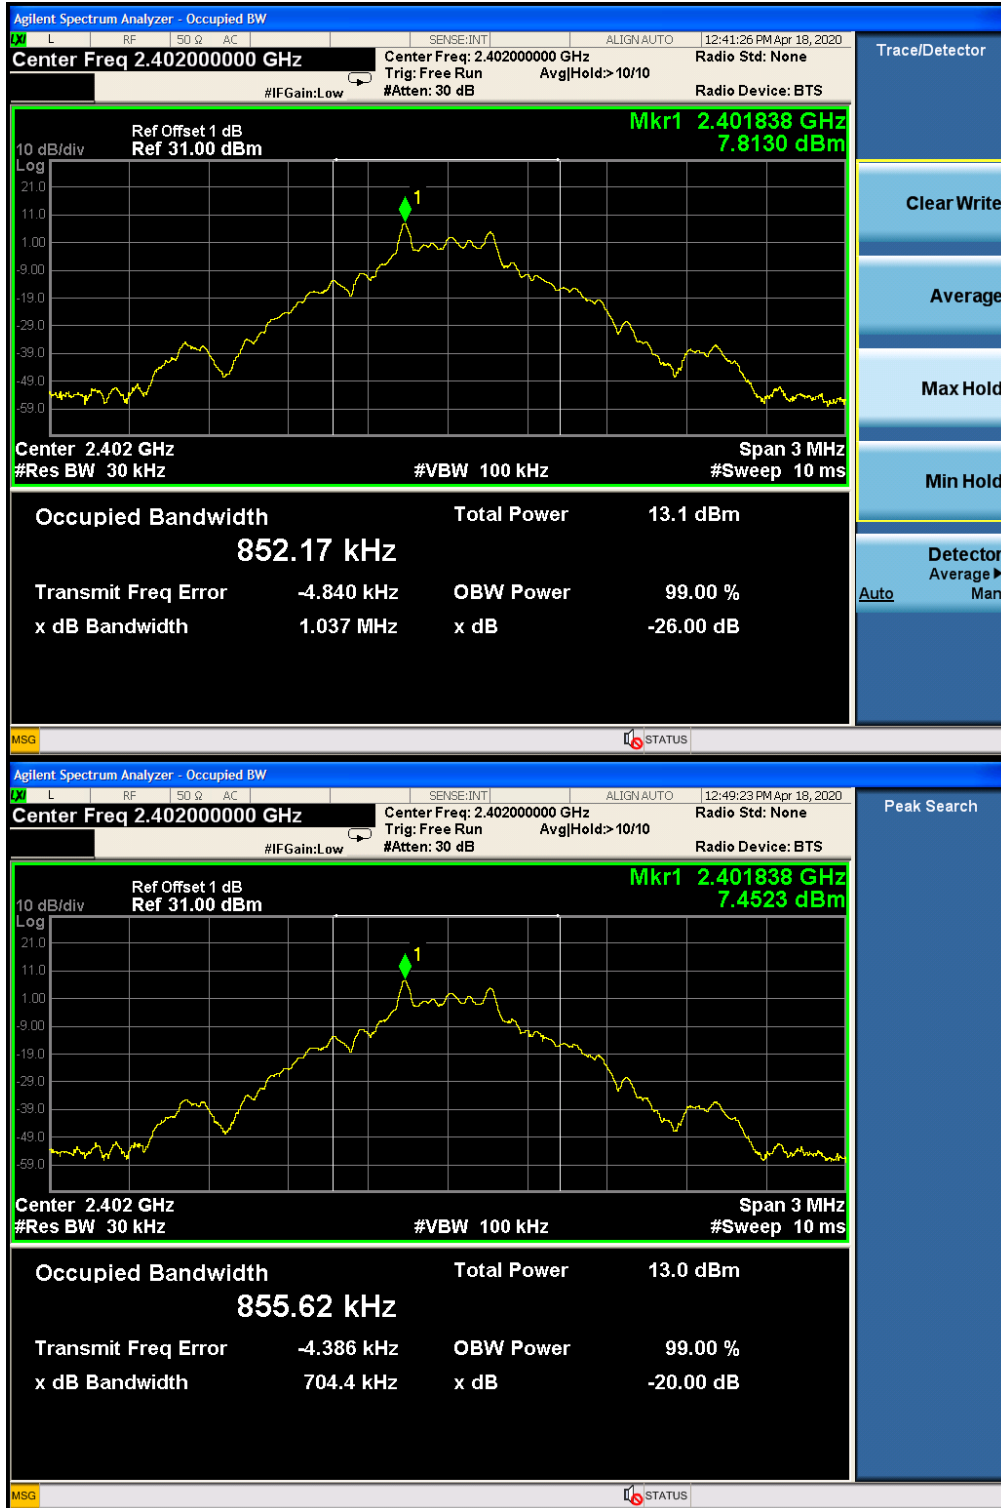 Agilent Spectrum Analyzer - Occupied BW
LXI L RF 50 Ω AC SENSE:INT ALIGN AUTO 12:41:26 PM Apr 18, 2020
Center Freq 2.402000000 GHz
Center Freq: 2.402000000 GHz
Radio Std: None
Trig: Free Run Avg|Hold:>10/10
#IFGain:Low
#Atten: 30 dB
Radio Device: BTS
Trace/Detector
Mkr1 2.401838 GHz
7.8130 dBm
Ref Offset 1 dB
10 dB/div Ref 31.00 dBm
Log
21.0
11.0
1.00
-9.00
-19.0
-29.0
-39.0
-49.0
-59.0
1
Center 2.402 GHz Span 3 MHz
#Res BW 30 kHz #VBW 100 kHz #Sweep 10 ms
Occupied Bandwidth Total Power 13.1 dBm
852.17 kHz
Transmit Freq Error -4.840 kHz OBW Power 99.00 %
x dB Bandwidth 1.037 MHz x dB -26.00 dB
Clear Write
Average
Max Hold
Min Hold
Detector
Average
Auto Man
MSG STATUS
Agilent Spectrum Analyzer - Occupied BW
LXI L RF 50 Ω AC SENSE:INT ALIGN AUTO 12:49:23 PM Apr 18, 2020
Center Freq 2.402000000 GHz
Center Freq: 2.402000000 GHz
Radio Std: None
Trig: Free Run Avg|Hold:>10/10
#IFGain:Low
#Atten: 30 dB
Radio Device: BTS
Peak Search
Mkr1 2.401838 GHz
7.4523 dBm
Ref Offset 1 dB
10 dB/div Ref 31.00 dBm
Log
21.0
11.0
1.00
-9.00
-19.0
-29.0
-39.0
-49.0
-59.0
1
Center 2.402 GHz Span 3 MHz
#Res BW 30 kHz #VBW 100 kHz #Sweep 10 ms
Occupied Bandwidth Total Power 13.0 dBm
855.62 kHz
Transmit Freq Error -4.386 kHz OBW Power 99.00 %
x dB Bandwidth 704.4 kHz x dB -20.00 dB
MSG STATUS